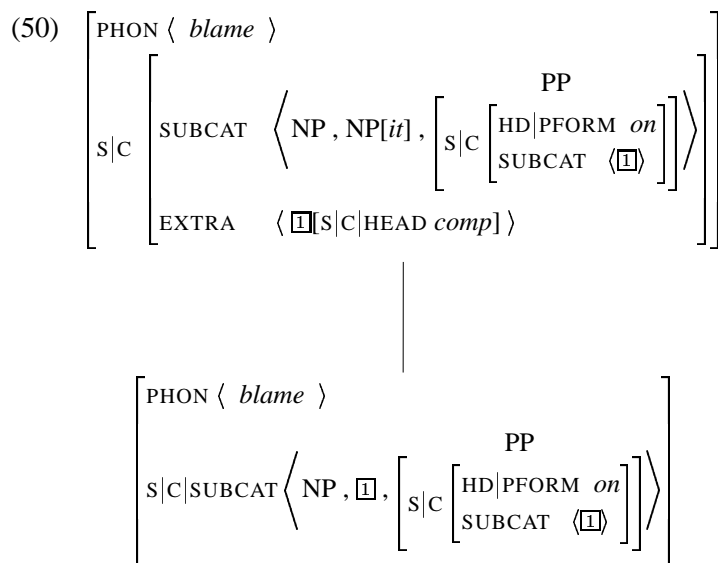 (50)
PHON ⟨ blame ⟩
PP
S|C SUBCAT ⟨ NP , NP[it] , [ S|C [ HD|PFORM on
SUBCAT ⟨1⟩ ] ] ⟩
EXTRA ⟨ 1[S|C|HEAD comp] ⟩
PHON ⟨ blame ⟩
PP
S|C|SUBCAT ⟨ NP , 1 , [ S|C [ HD|PFORM on
SUBCAT ⟨1⟩ ] ] ⟩